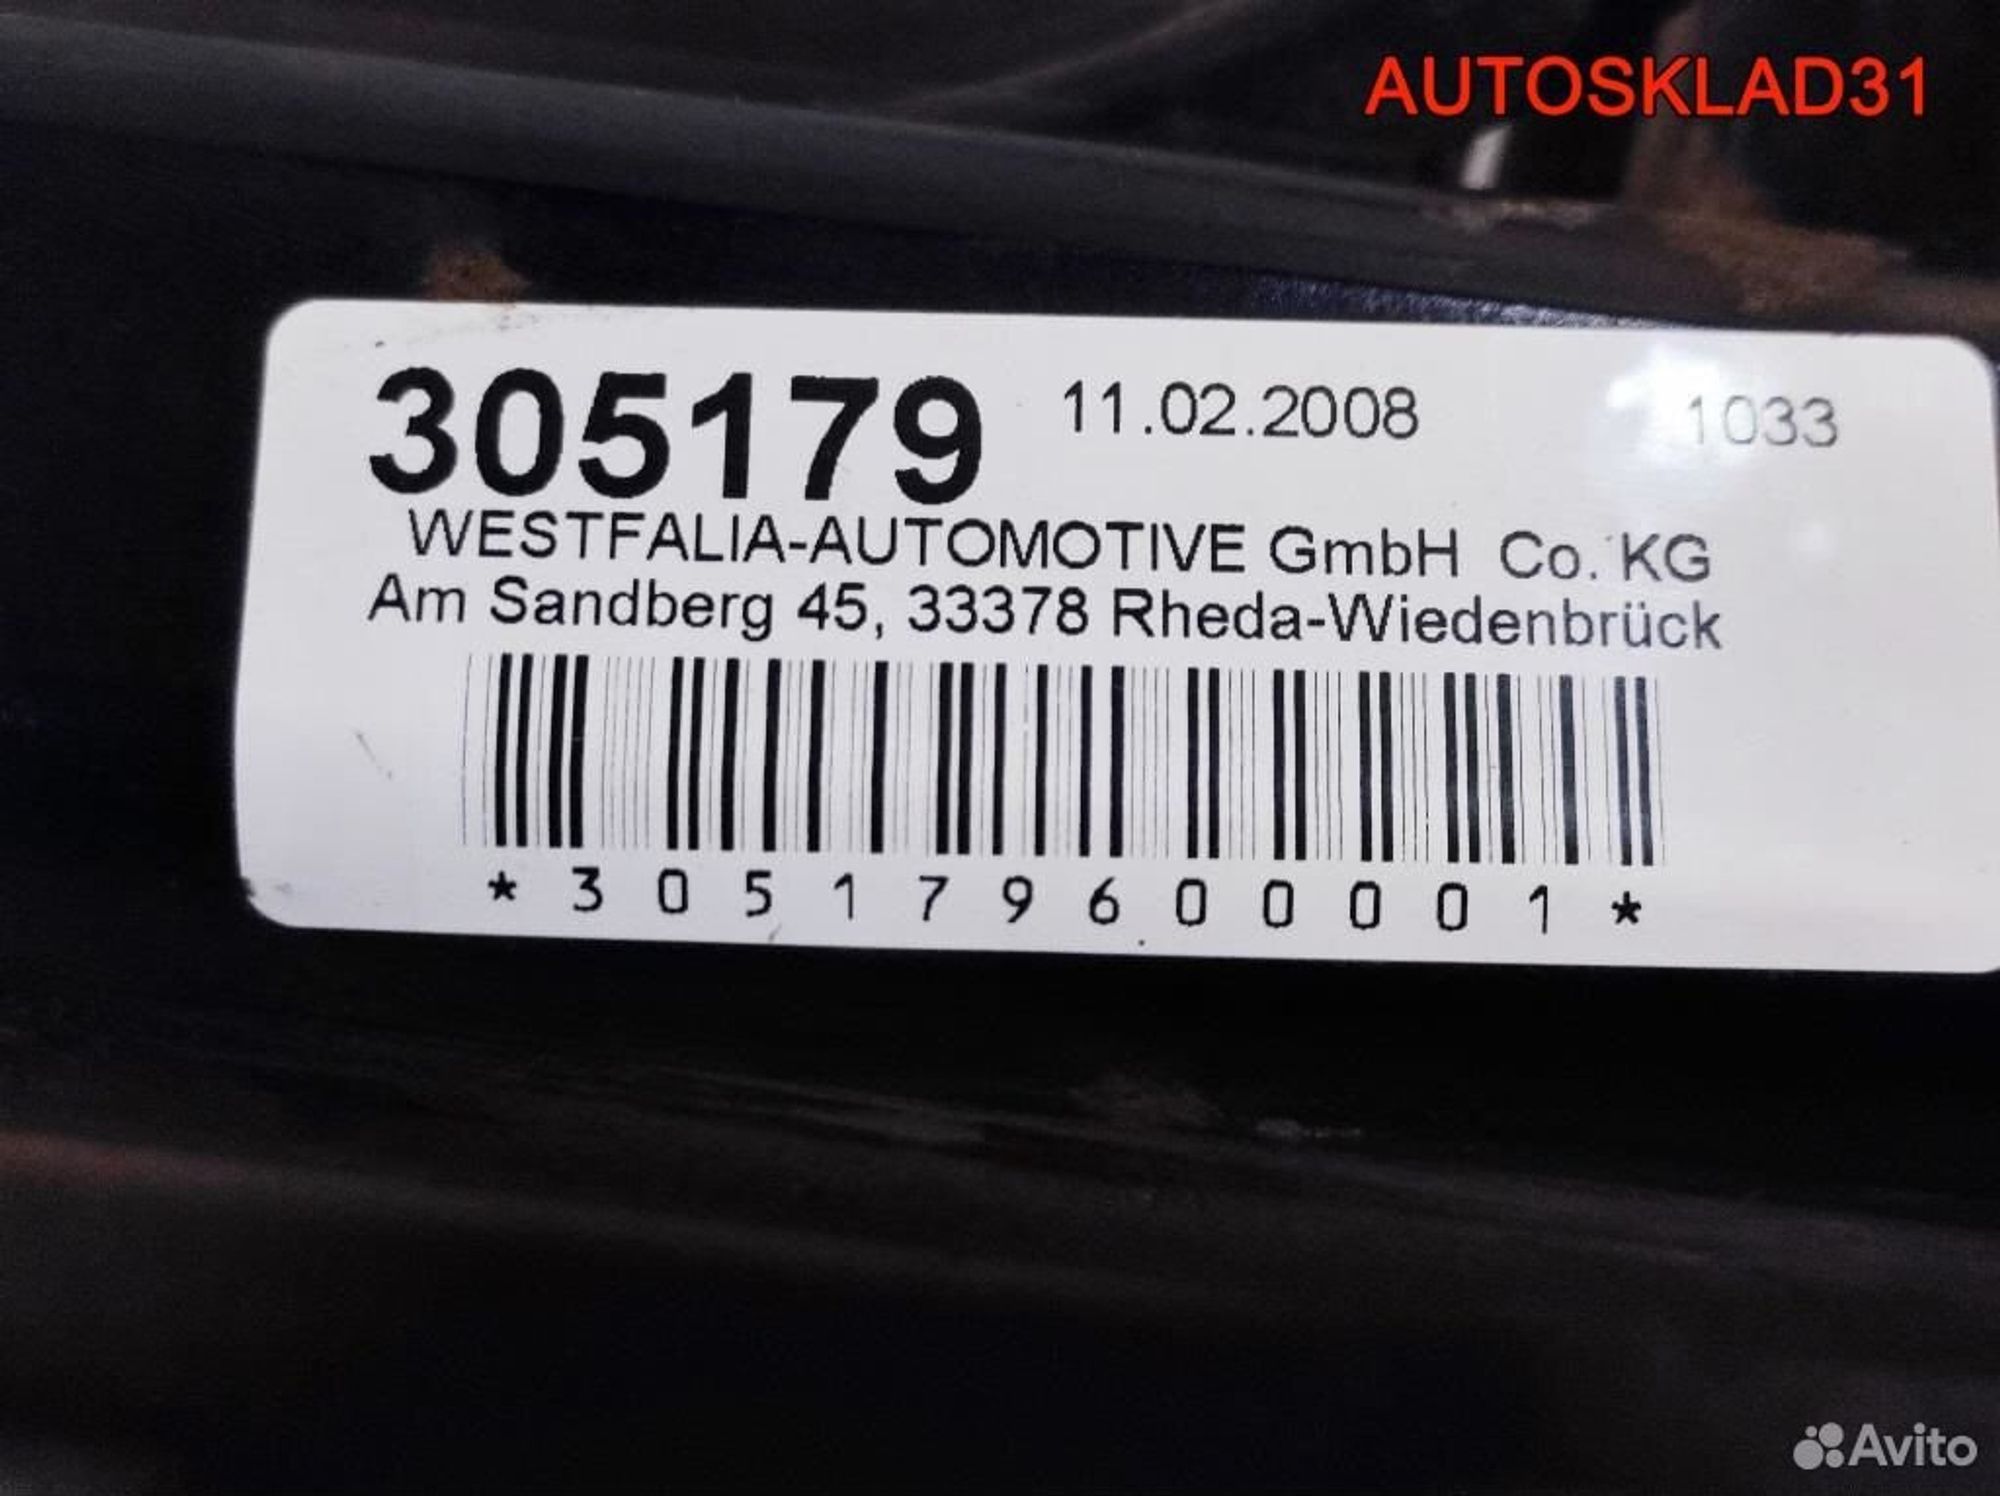 AUTOSKLAD31
305179 11.02.2008 1033
WESTFALIA-AUTOMOTIVE GmbH Co. KG
Am Sandberg 45, 33378 Rheda-Wiedenbrück
*305179600001*
Avito